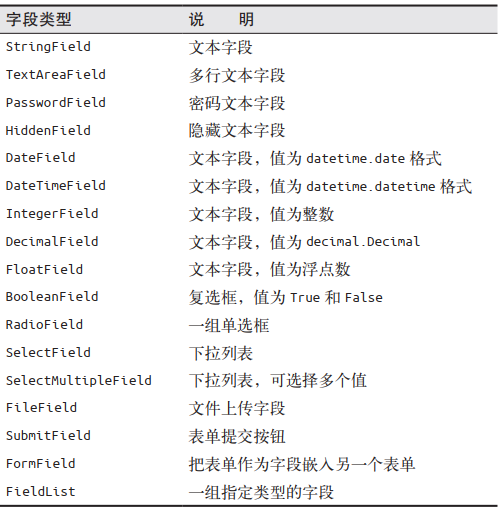 字段类型 说　　明
StringField 文本字段
TextAreaField 多行文本字段
PasswordField 密码文本字段
HiddenField 隐藏文本字段
DateField 文本字段，值为 datetime.date 格式
DateTimeField 文本字段，值为 datetime.datetime 格式
IntegerField 文本字段，值为整数
DecimalField 文本字段，值为 decimal.Decimal
FloatField 文本字段，值为浮点数
BooleanField 复选框，值为 True 和 False
RadioField 一组单选框
SelectField 下拉列表
SelectMultipleField 下拉列表，可选择多个值
FileField 文件上传字段
SubmitField 表单提交按钮
FormField 把表单作为字段嵌入另一个表单
FieldList 一组指定类型的字段